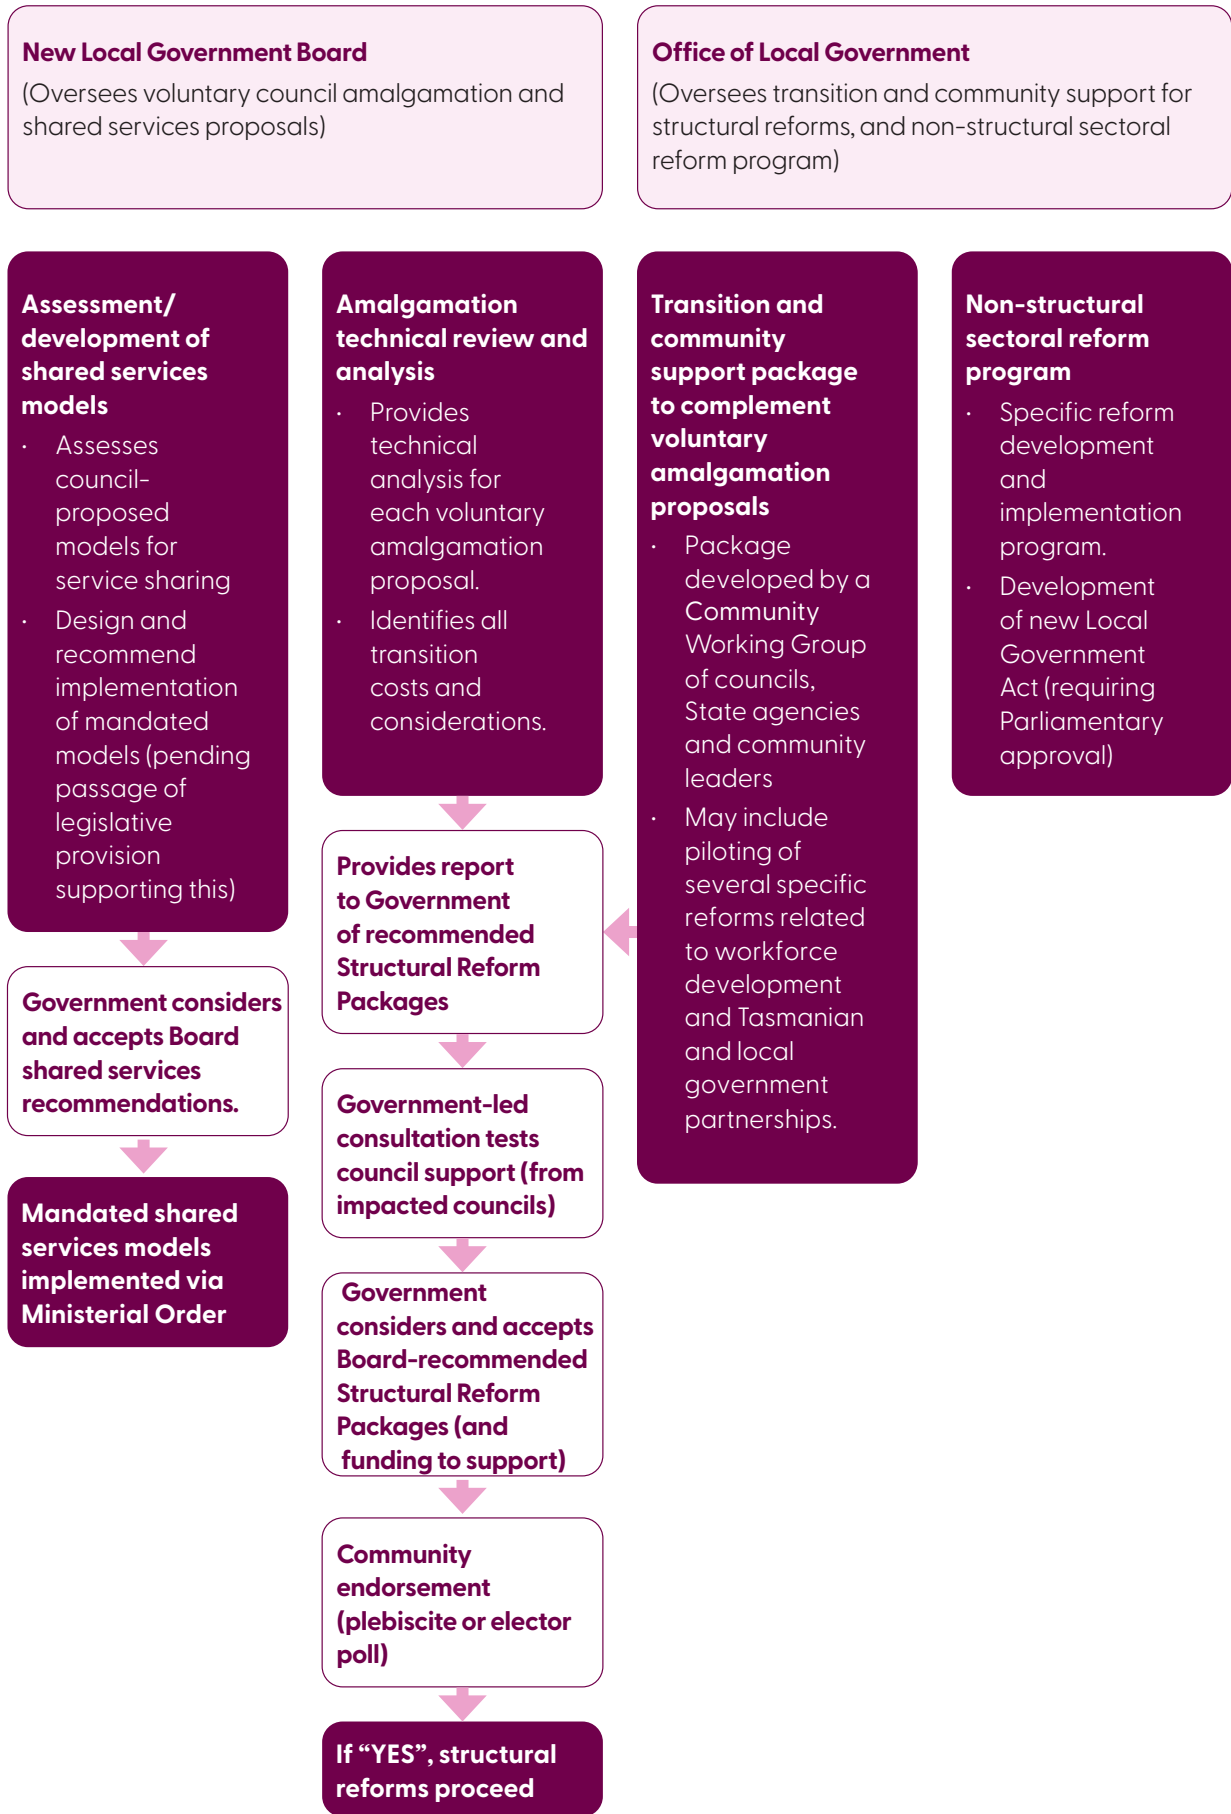 New Local Government Board
(Oversees voluntary council amalgamation and
shared services proposals)
Office of Local Government
(Oversees transition and community support for
structural reforms, and non-structural sectoral
reform program)
Assessment/
development of
shared services
models
· Assesses
council-
proposed
models for
service sharing
· Design and
recommend
implementation
of mandated
models (pending
passage of
legislative
provision
supporting this)
Government considers
and accepts Board
shared services
recommendations.
Mandated shared
services models
implemented via
Ministerial Order
Amalgamation
technical review and
analysis
· Provides
technical
analysis for
each voluntary
amalgamation
proposal.
· Identifies all
transition
costs and
considerations.
Provides report
to Government
of recommended
Structural Reform
Packages
Government-led
consultation tests
council support (from
impacted councils)
Government
considers and accepts
Board-recommended
Structural Reform
Packages (and
funding to support)
Community
endorsement
(plebiscite or elector
poll)
If “YES”, structural
reforms proceed
Transition and
community
support package
to complement
voluntary
amalgamation
proposals
· Package
developed by a
Community
Working Group
of councils,
State agencies
and community
leaders
· May include
piloting of
several specific
reforms related
to workforce
development
and Tasmanian
and local
government
partnerships.
Non-structural
sectoral reform
program
· Specific reform
development
and
implementation
program.
· Development
of new Local
Government
Act (requiring
Parliamentary
approval)